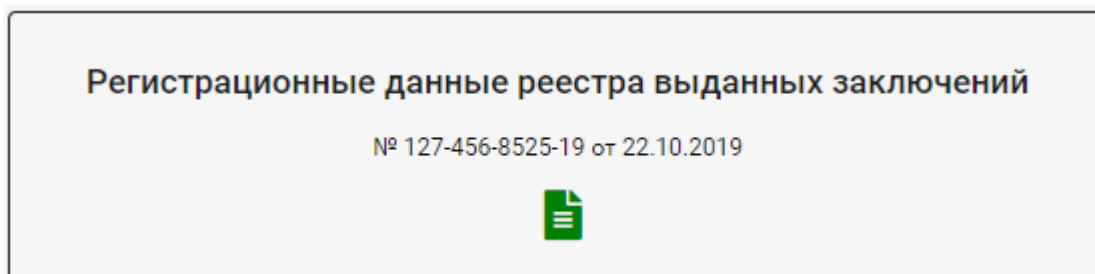 Регистрационные данные реестра выданных заключений
№ 127-456-8525-19 от 22.10.2019